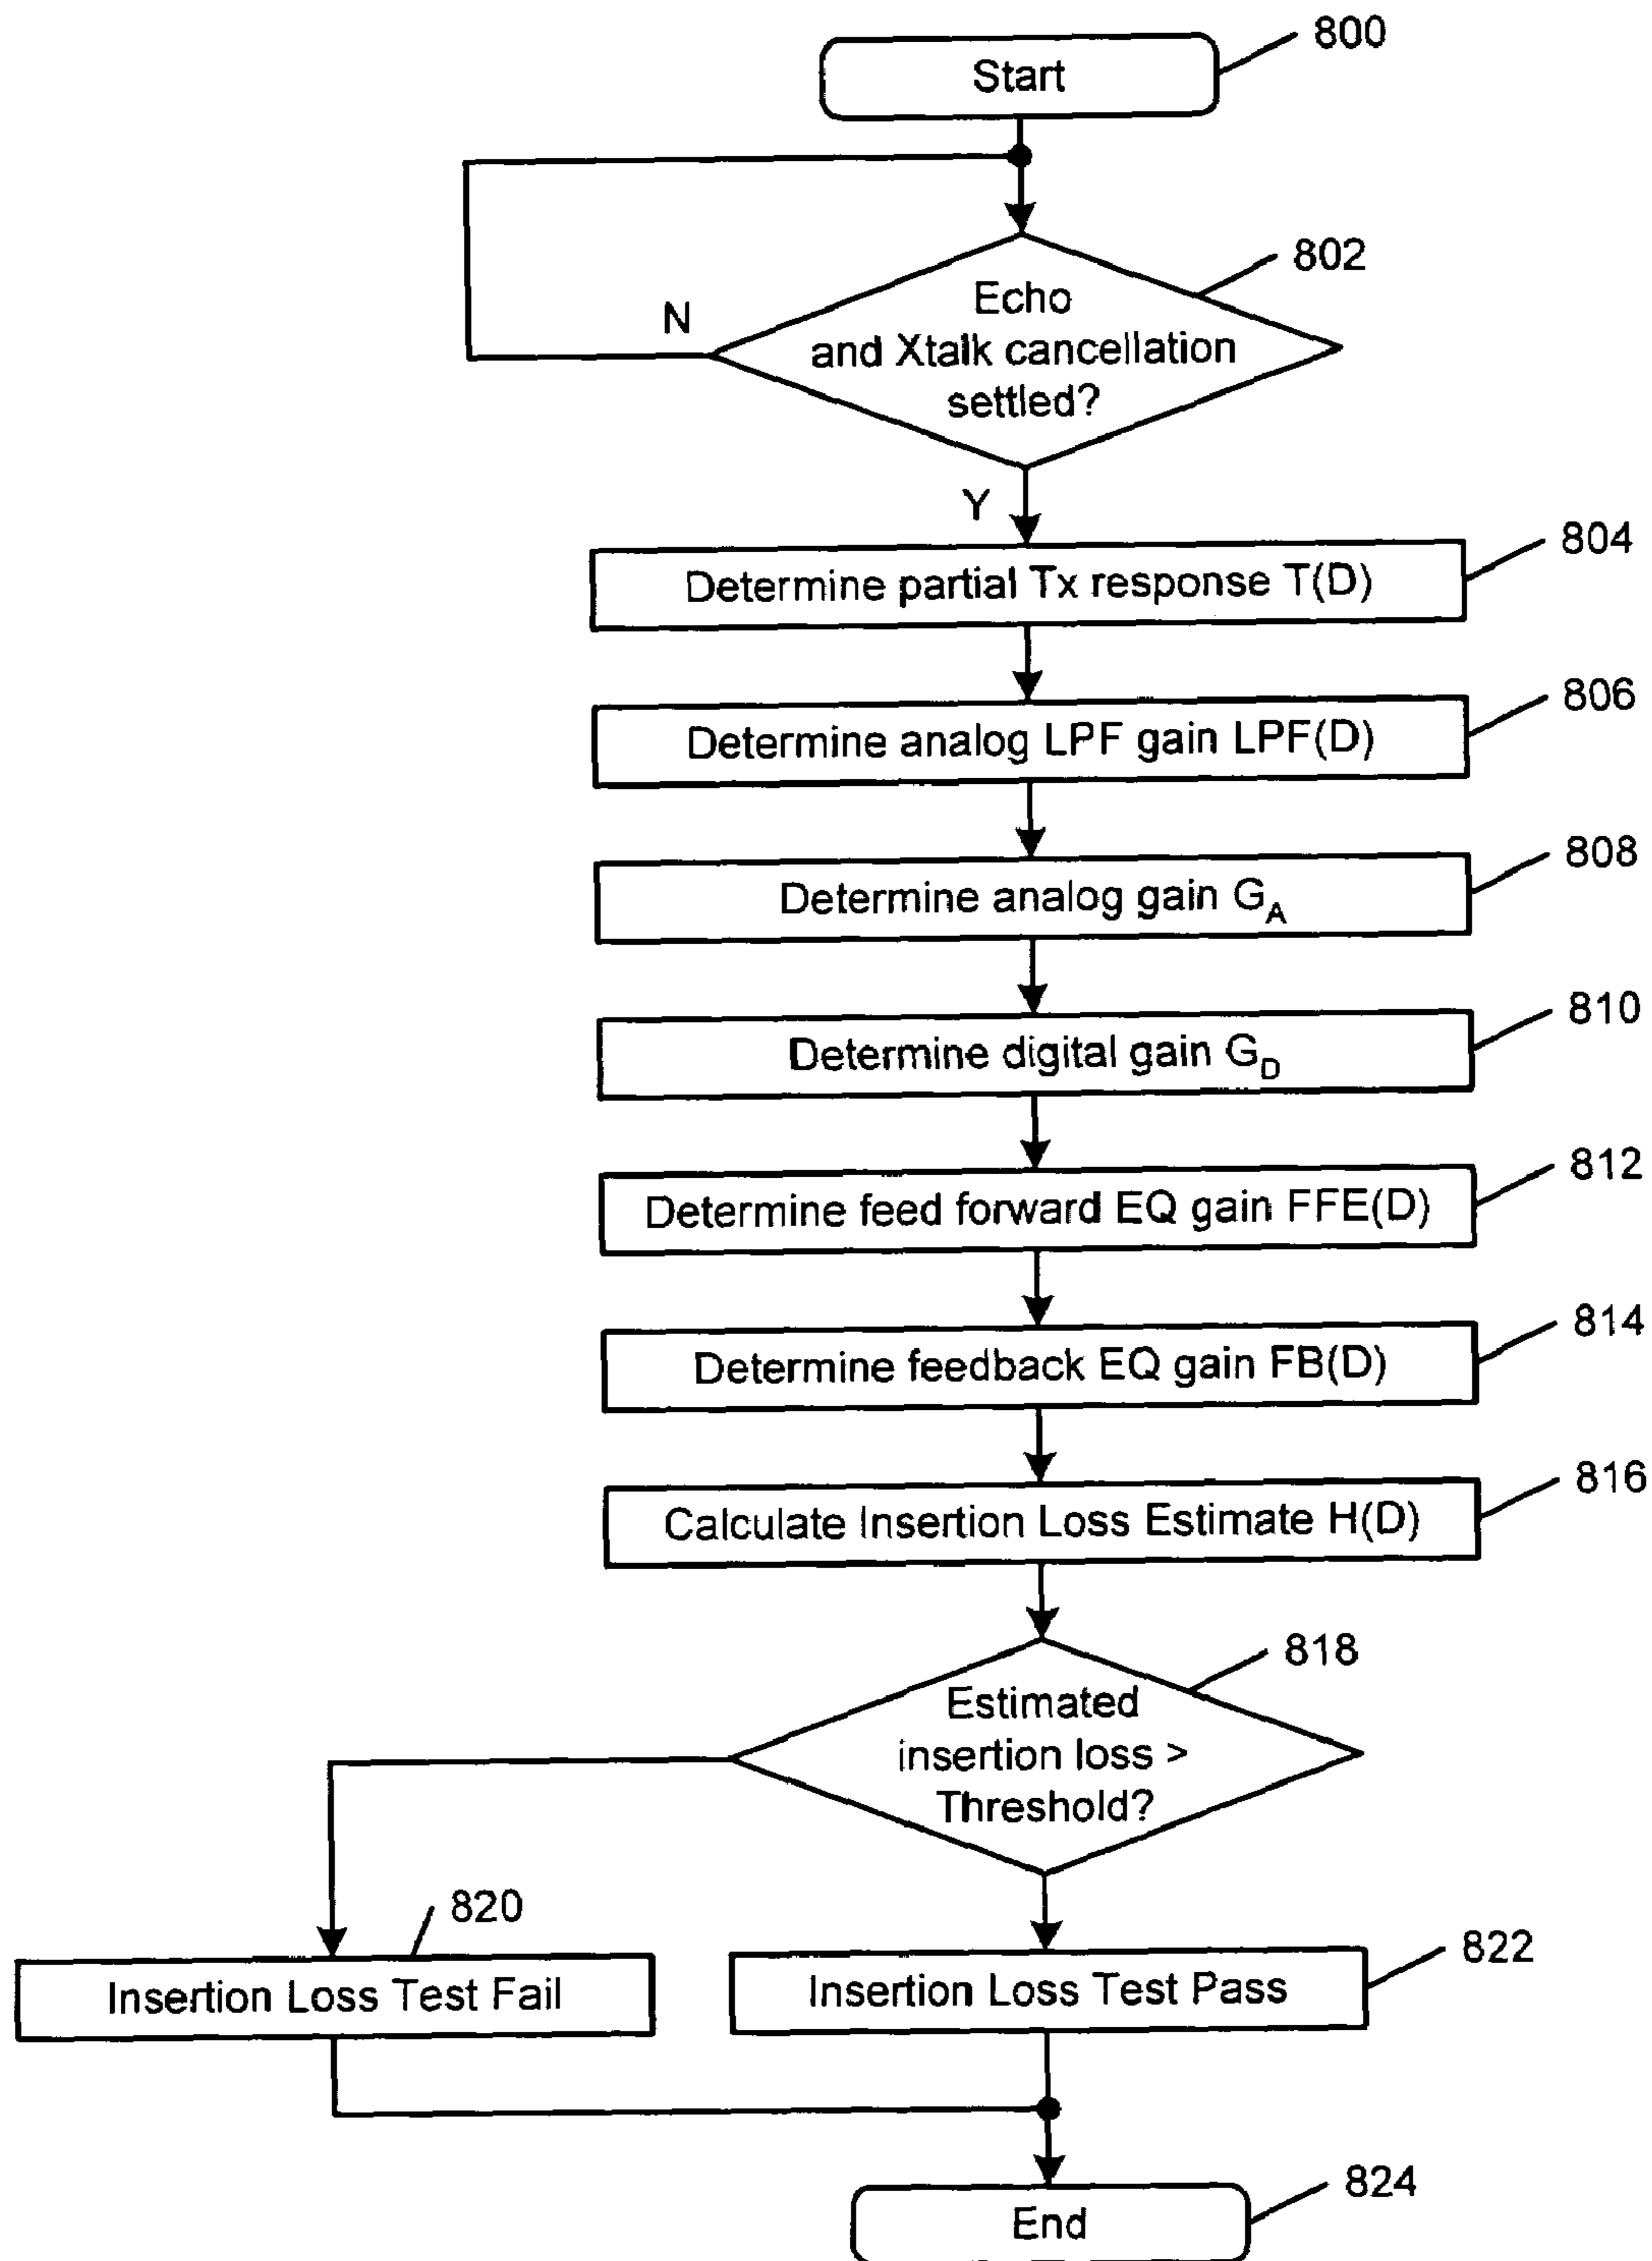 800
Start
802
Echo
and Xtalk cancellation
settled?
N
Y
804
Determine partial Tx response T(D)
806
Determine analog LPF gain LPF(D)
808
Determine analog gain G_A
810
Determine digital gain G_D
812
Determine feed forward EQ gain FFE(D)
814
Determine feedback EQ gain FB(D)
816
Calculate Insertion Loss Estimate H(D)
818
Estimated
insertion loss >
Threshold?
820
Insertion Loss Test Fail
822
Insertion Loss Test Pass
824
End